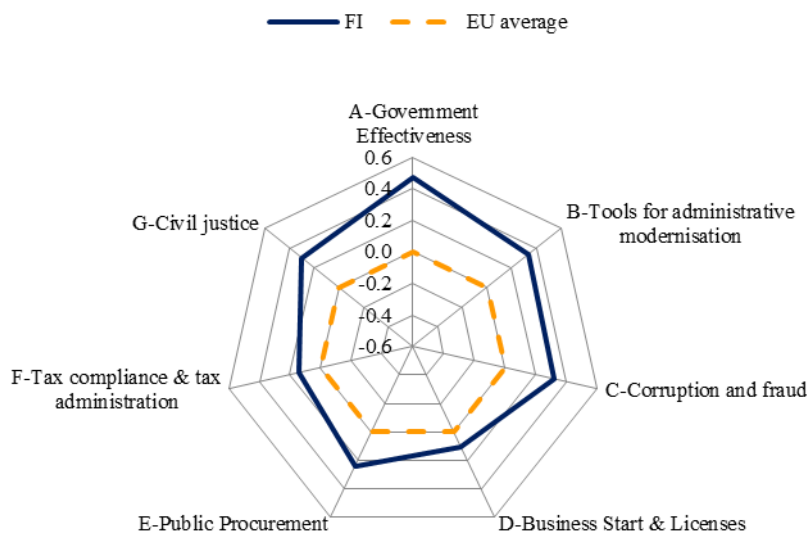 FI EU average
A-Government
Effectiveness
0.6
0.4
0.2
0.0
-0.2
-0.4
-0.6
B-Tools for administrative
modernisation
C-Corruption and fraud
D-Business Start & Licenses
E-Public Procurement
F-Tax compliance & tax
administration
G-Civil justice